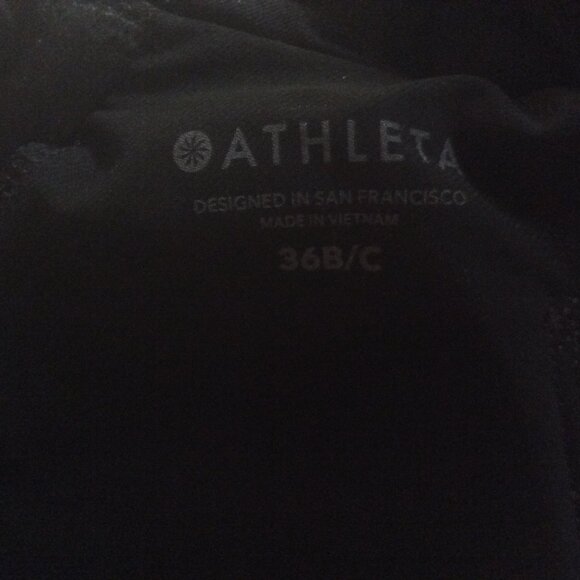 ATHLETA
DESIGNED IN SAN FRANCISCO
MADE IN VIETNAM
36B/C